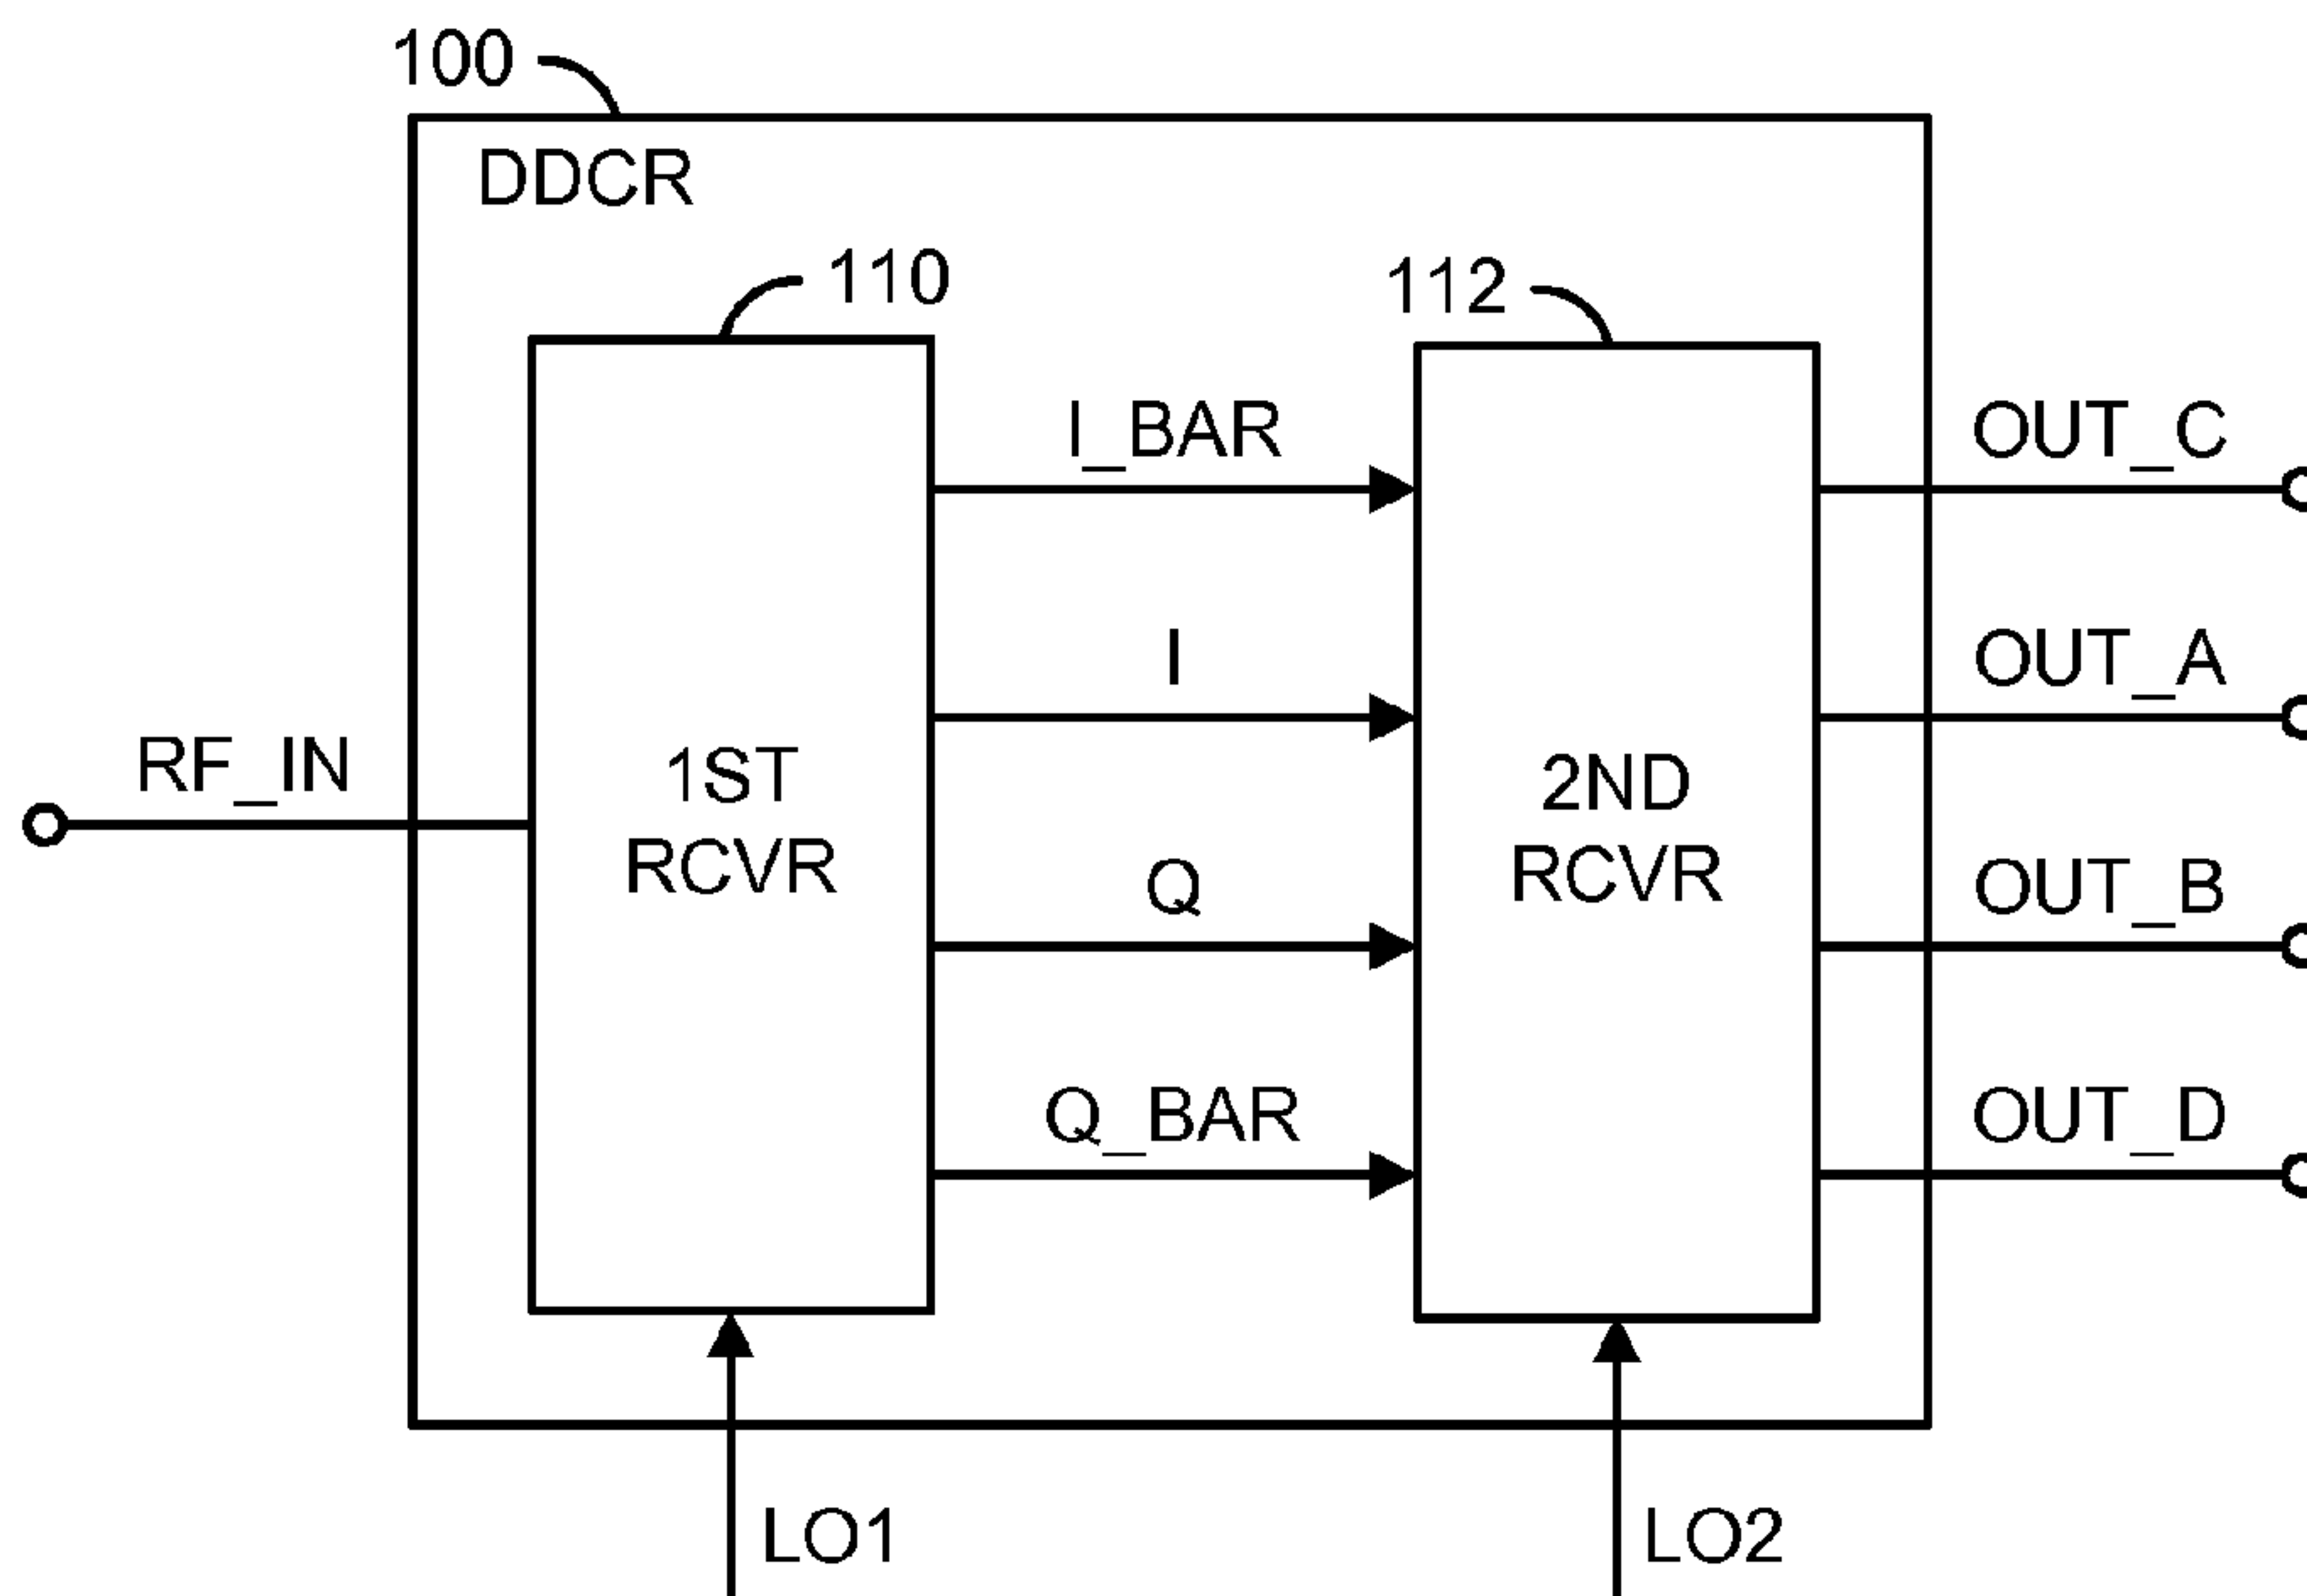 100
DDCR
110
112
I_BAR
OUT_C
I
OUT_A
RF_IN
1ST
RCVR
2ND
RCVR
Q
OUT_B
Q_BAR
OUT_D
LO1
LO2